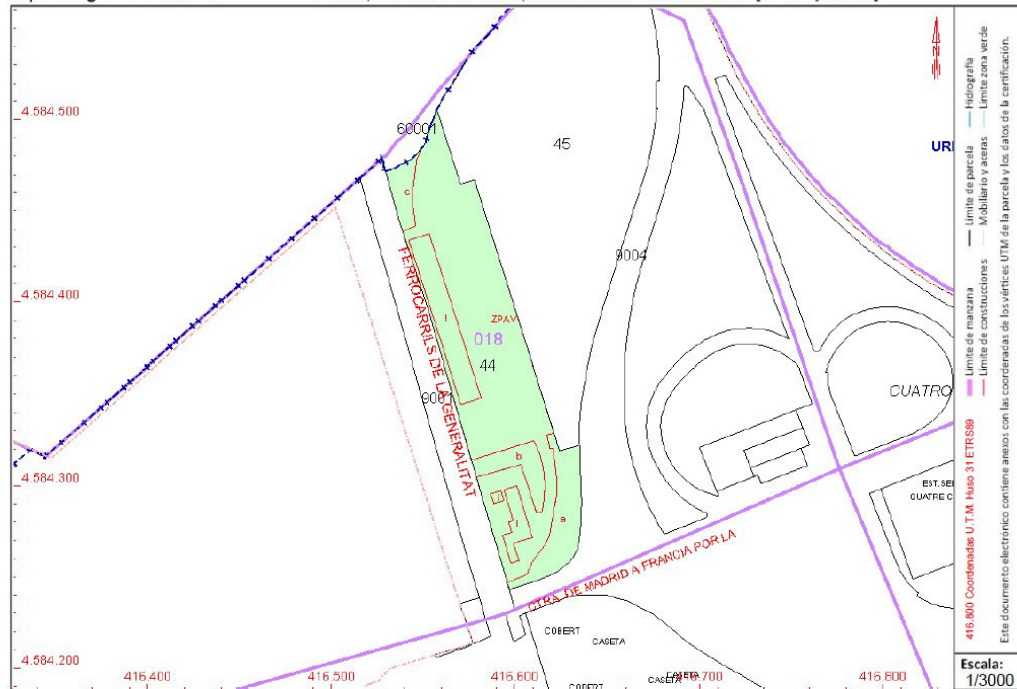 4.584.500
60001
45
URI
c
4.584.400
9004
FERROCARRILS DE LA GENERALITAT
I
ZPAV
018
44
9001
CUATRO
b
4.584.300
I
a
EST.SE
CUATRE C
CTRA. DE MADRID A FRANCIA POR LA
COBERT
CASETA
4.584.200
416.400
416.500
416.600
CASETA
416.700
416.800
COBERT
CASETA
416.800 Coordenadas U.T.M. Huso 31 ETRS89
Límite de manzana
Límite de parcela
Hidrografía
Límite de construcciones
Mobiliario y aceras
Límite zona verde
Este documento electrónico contiene anexos con las coordenadas de los vértices UTM de la parcela y los datos de la certificación.
Escala:
1/3000